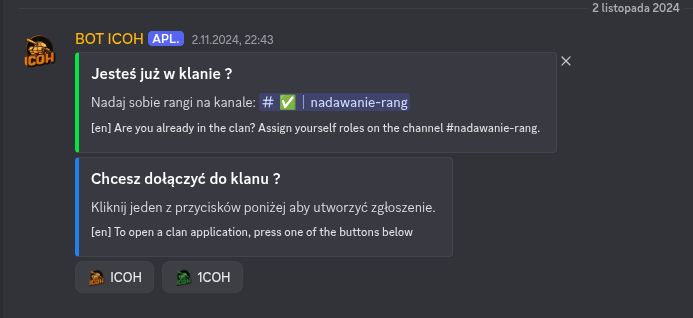 2 listopada 2024
BOT ICOH APL. 2.11.2024, 22:43
ICOH
Jesteś już w klanie ?
Nadaj sobie rangi na kanale: # ✅ | nadawanie-rang
[en] Are you already in the clan? Assign yourself roles on the channel #nadawanie-rang.
Chcesz dołączyć do klanu ?
Kliknij jeden z przycisków poniżej aby utworzyć zgłoszenie.
[en] To open a clan application, press one of the buttons below
ICOH 1COH